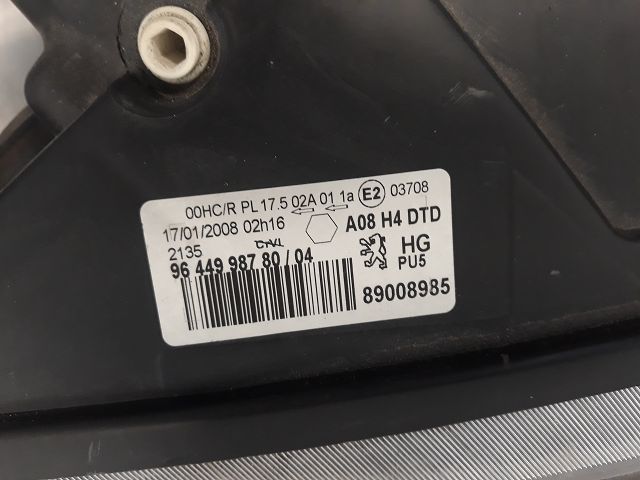 00HC/R PL 17.5 02A 01 1a E2 03708
17/01/2008 02h16 A08 H4 DTD
2135 HG
96 449 987 80 / 04 PU5
89008985